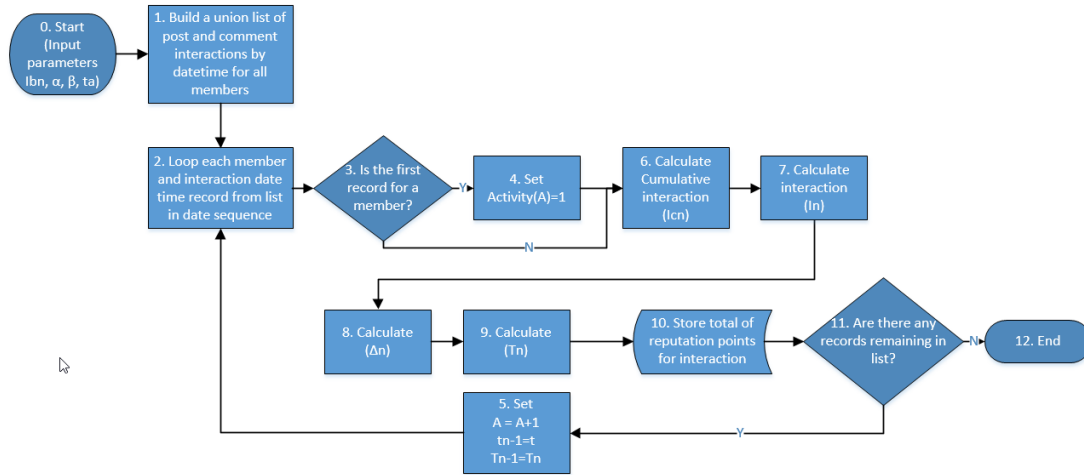 0. Start
(Input
parameters
Ibn, α, β, ta)
1. Build a union list of
post and comment
interactions by
datetime for all
members
2. Loop each member
and interaction date
time record from list
in date sequence
3. Is the first
record for a
member?
Y
N
4. Set
Activity(A)=1
6. Calculate
Cumulative
interaction
(Icn)
7. Calculate
interaction
(In)
8. Calculate
(Δn)
9. Calculate
(Tn)
10. Store total of
reputation points
for interaction
11. Are there any
records remaining in
list?
N
12. End
Y
5. Set
A = A+1
tn-1=t
Tn-1=Tn